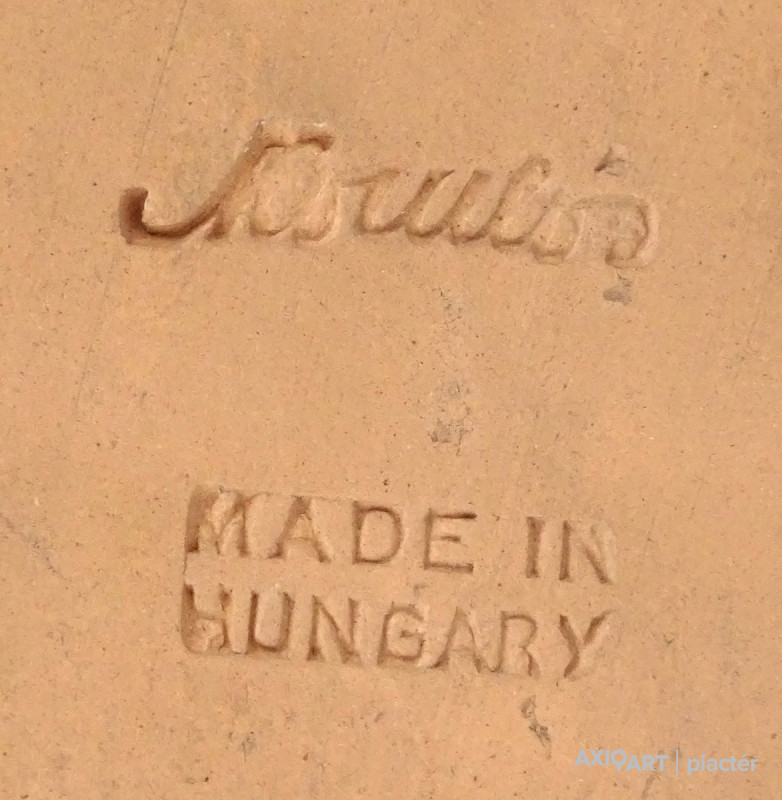 MADE IN
HUNGARY
AXIOART | piactér